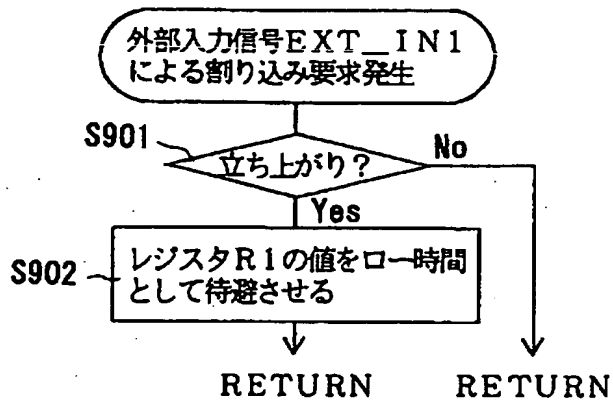 外部入力信号EXT_IN1
による割り込み要求発生
S901
立ち上がり?
No
Yes
S902
レジスタR1の値をロー時間
として待避させる
RETURN
RETURN